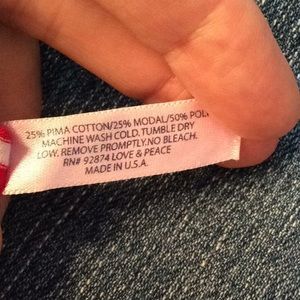 25% PIMA COTTON/25% MODAL/50% POLY
MACHINE WASH COLD.TUMBLE DRY
LOW. REMOVE PROMPTLY.NO BLEACH.
RN# 92874 LOVE & PEACE
MADE IN U.S.A.